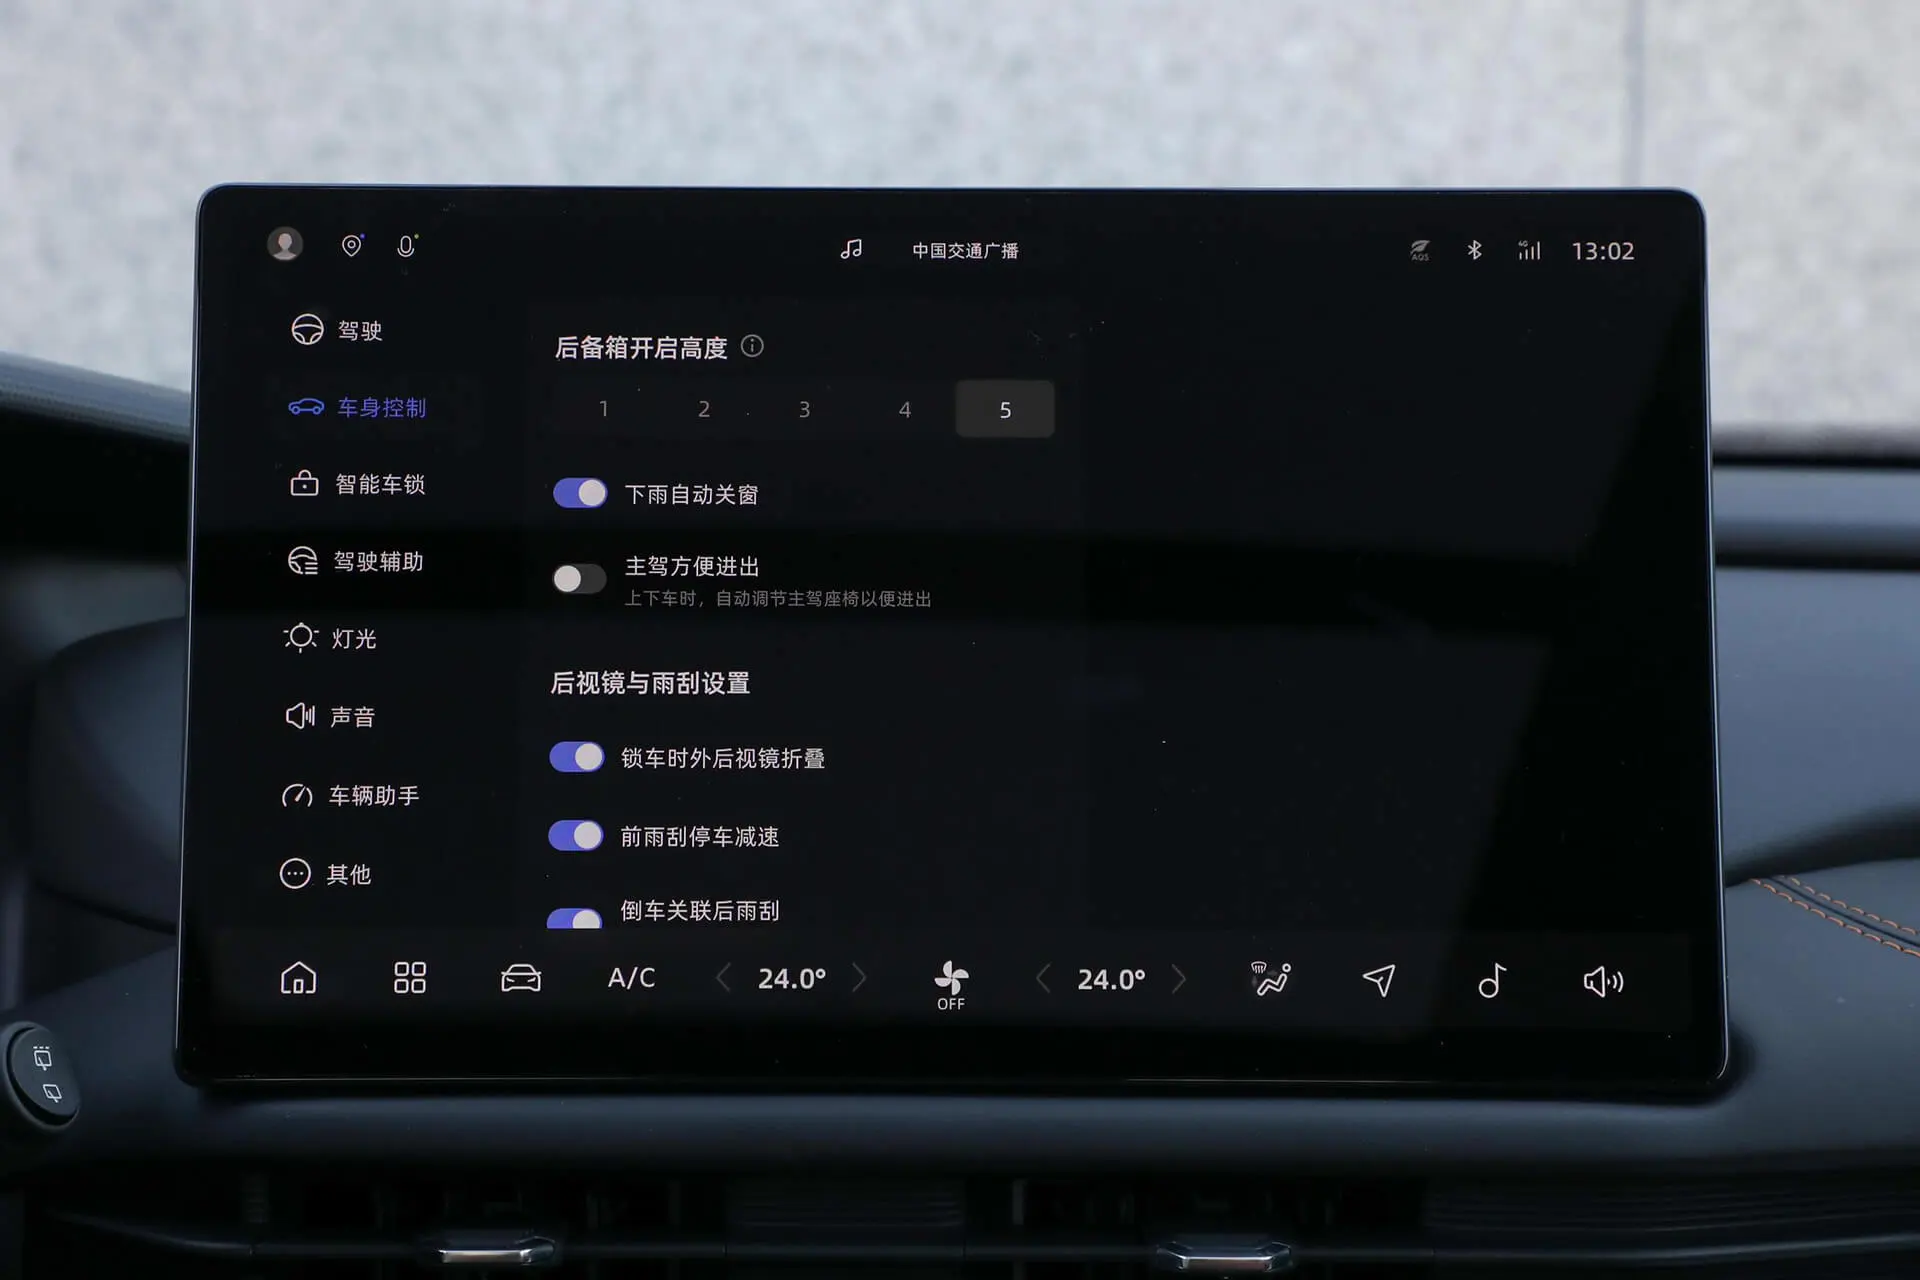 中国交通广播
AQS
4G
13:02
驾驶
车身控制
智能车锁
驾驶辅助
灯光
声音
车辆助手
其他
后备箱开启高度
1 2 3 4 5
下雨自动关窗
主驾方便进出
上下车时，自动调节主驾座椅以便进出
后视镜与雨刮设置
锁车时外后视镜折叠
前雨刮停车减速
倒车关联后雨刮
A/C
24.0°
OFF
24.0°